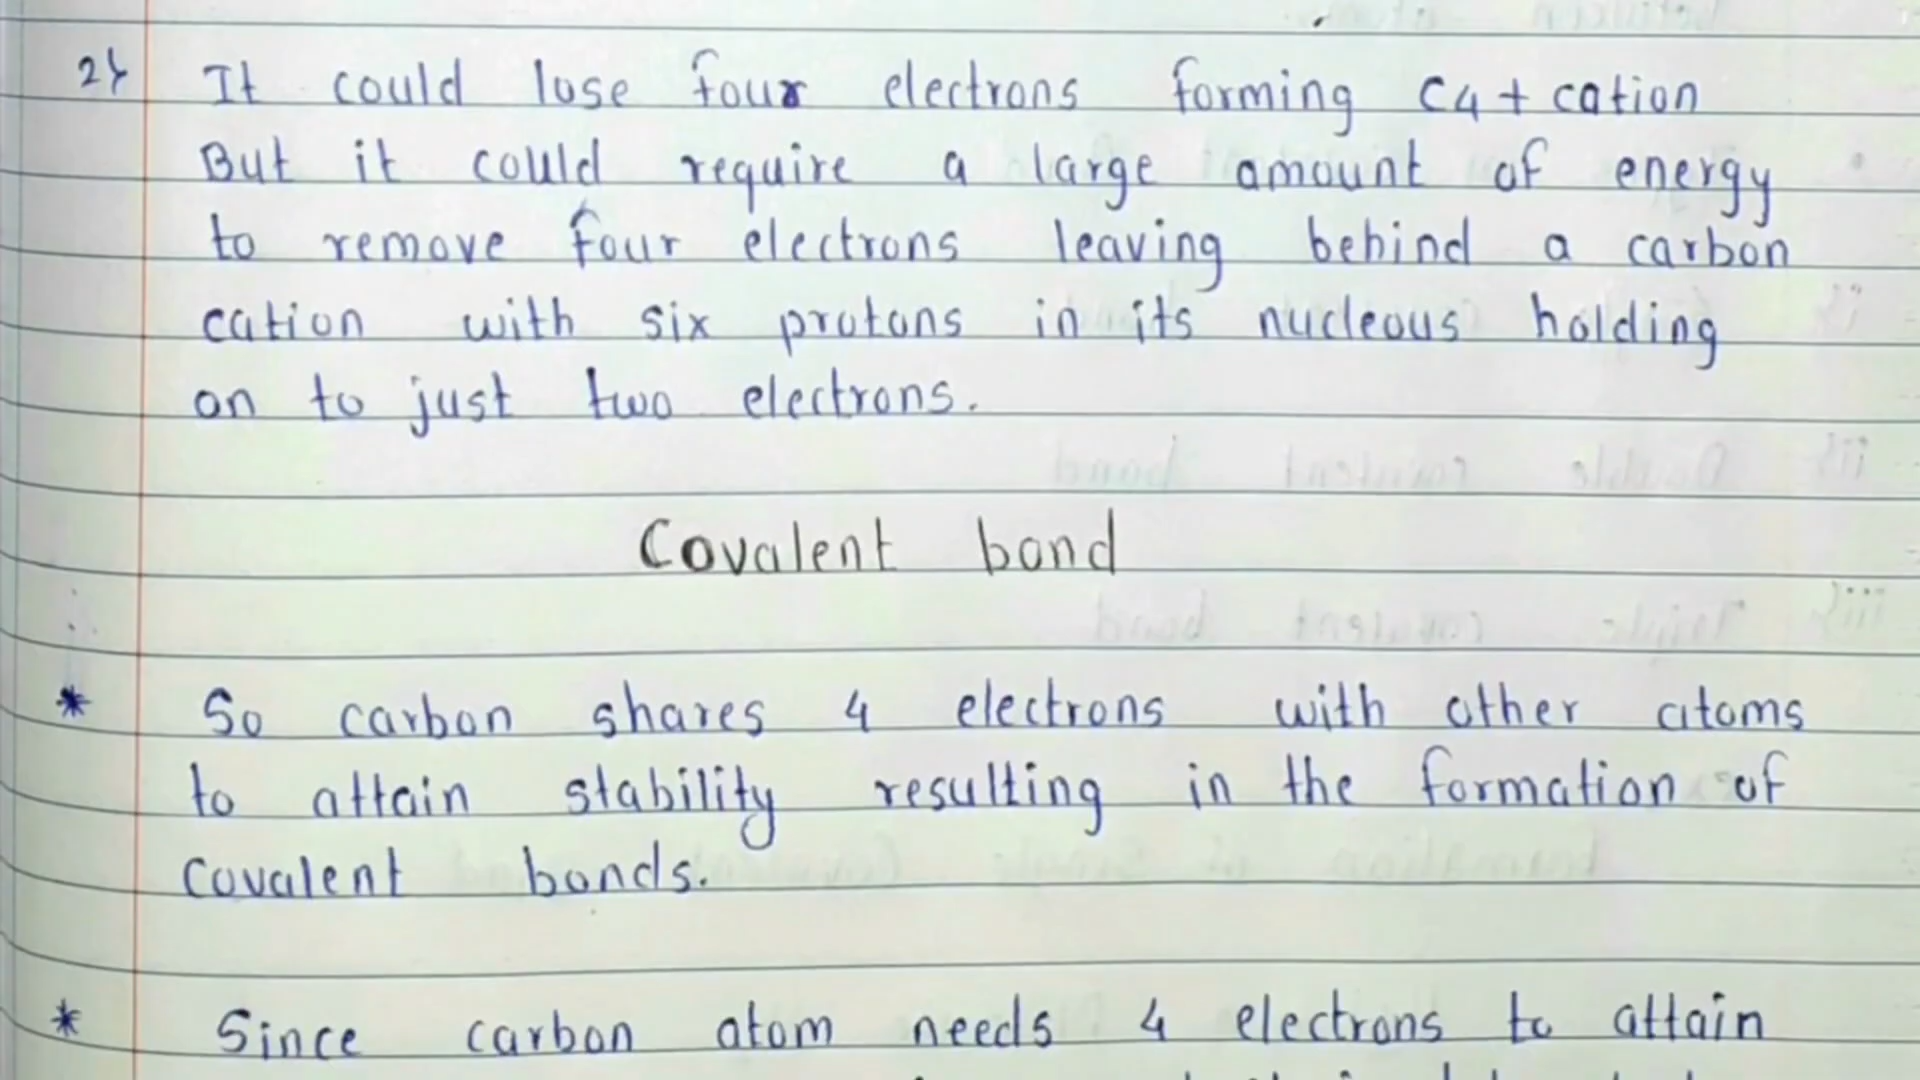 2} It could lose four electrons forming C4+ cation
But it could require a large amount of energy
to remove four electrons leaving behind a carbon
cation with six protons in its nucleous holding
on to just two electrons.
Covalent bond
* So carbon shares 4 electrons with other atoms
to attain stability resulting in the formation of
Covalent bonds.
* Since carbon atom needs 4 electrons to attain